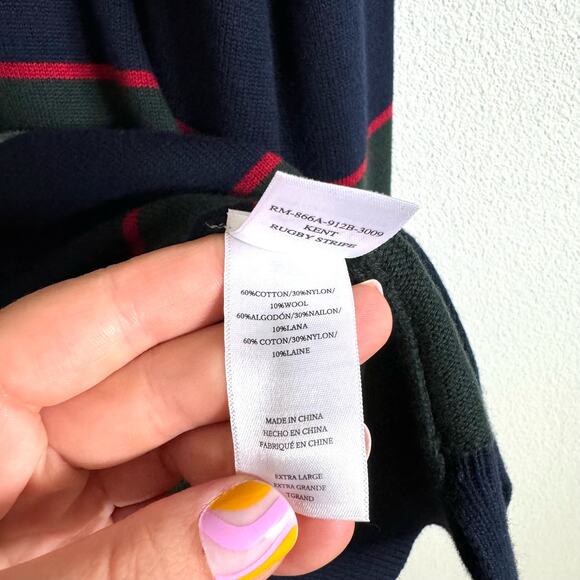 RM-866A-912B-3009
KENT
RUGBY STRIPE
60%COTTON/30%NYLON/
10%WOOL
60%ALGODÓN/30%NAILON/
10%LANA
60% COTON/30%NYLON/
10%LAINE
MADE IN CHINA
HECHO EN CHINA
FABRIQUÉ EN CHINE
EXTRA LARGE
EXTRA GRANDE
TGRAND